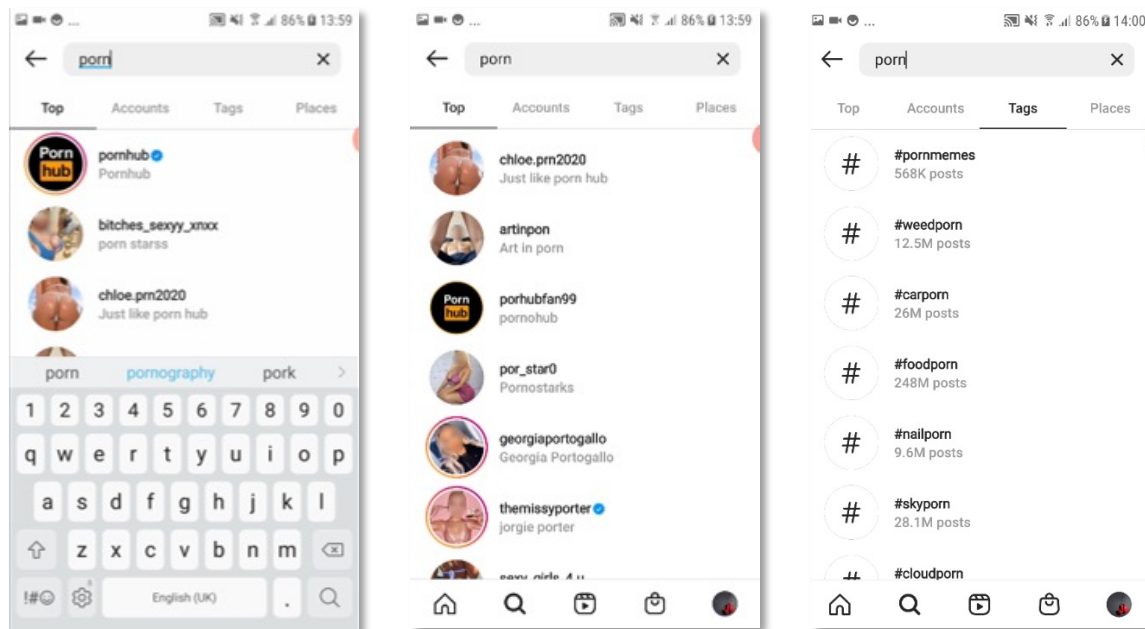 ... 86% 13:59
porn
Top Accounts Tags Places
Porn
hub
pornhub
Pornhub
bitches_sexyy_xnxx
porn starss
chloe.prn2020
Just like porn hub
porn pornography pork
1 2 3 4 5 6 7 8 9 0
q w e r t y u i o p
a s d f g h j k l
z x c v b n m
!#☺ English (UK) .
... 86% 13:59
porn
Top Accounts Tags Places
chloe.prn2020
Just like porn hub
artinpon
Art in porn
Porn
hub
porhubfan99
pornohub
por_star0
Pornostarks
georgiaportogallo
Georgia Portogallo
themissyporter
jorgie porter
sexy_girls_4_u
... 86% 14:00
porn
Top Accounts Tags Places
# #pornmemes
568K posts
# #weedporn
12.5M posts
# #carporn
26M posts
# #foodporn
248M posts
# #nailporn
9.6M posts
# #skyporn
28.1M posts
# #cloudporn